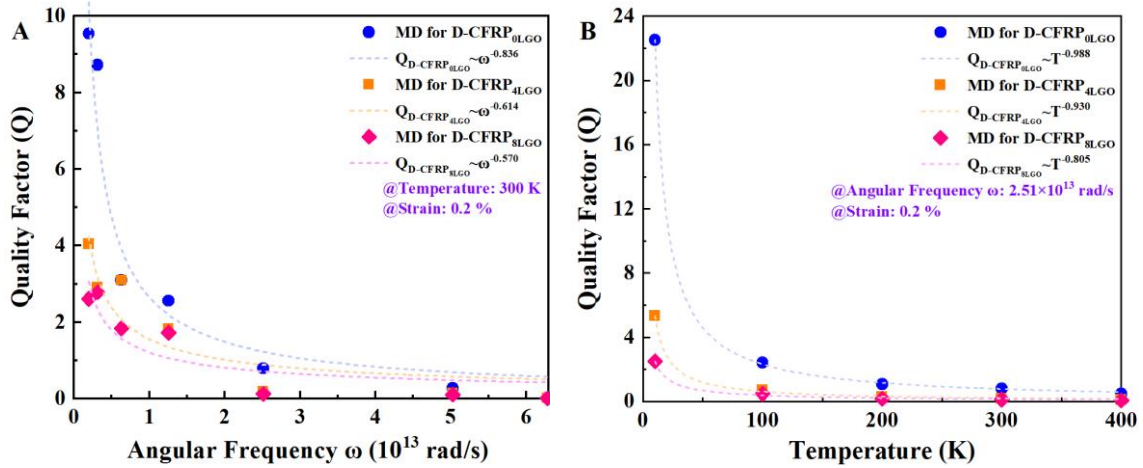 A
MD for D-CFRP0LGO
QD-CFRP0LGO~ω-0.836
MD for D-CFRP4LGO
QD-CFRP4LGO~ω-0.614
MD for D-CFRP8LGO
QD-CFRP8LGO~ω-0.570
@Temperature: 300 K
@Strain: 0.2 %
Quality Factor (Q)
10
8
6
4
2
0
0 1 2 3 4 5 6
Angular Frequency ω (10^13 rad/s)
B
MD for D-CFRP0LGO
QD-CFRP0LGO~T-0.988
MD for D-CFRP4LGO
QD-CFRP4LGO~T-0.930
MD for D-CFRP8LGO
QD-CFRP8LGO~T-0.805
@Angular Frequency ω: 2.51×10^13 rad/s
@Strain: 0.2 %
Quality Factor (Q)
24
20
16
12
8
4
0
0 100 200 300 400
Temperature (K)